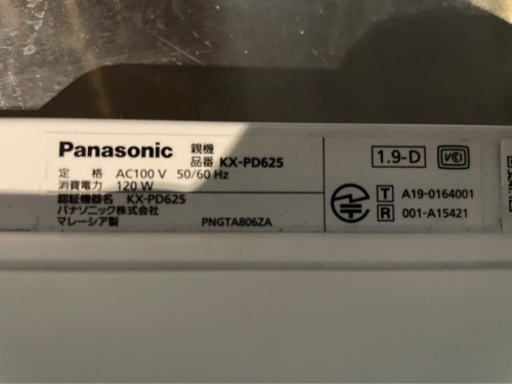 Panasonic 親機 品番 KX-PD625
定 格 AC100 V 50/60 Hz
消費電力 120 W
認証機器名 KX-PD625
パナソニック株式会社
マレーシア製 PNGTA806ZA
1.9-D VCI
T A19-0164001
R 001-A15421